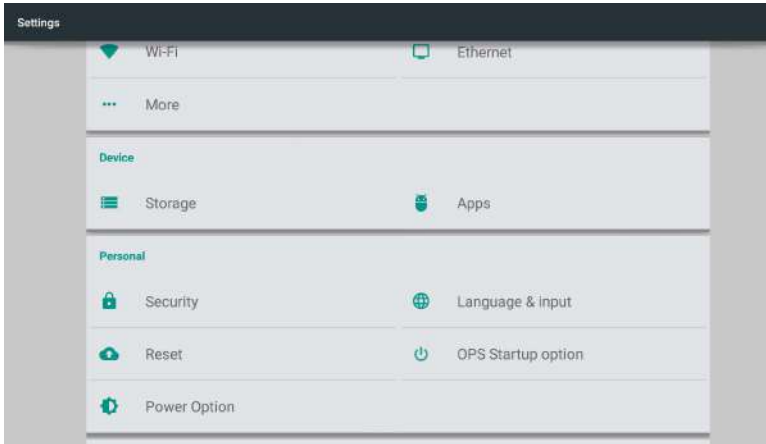 Settings
Wi-Fi
Ethernet
More
Device
Storage
Apps
Personal
Security
Language & input
Reset
OPS Startup option
Power Option